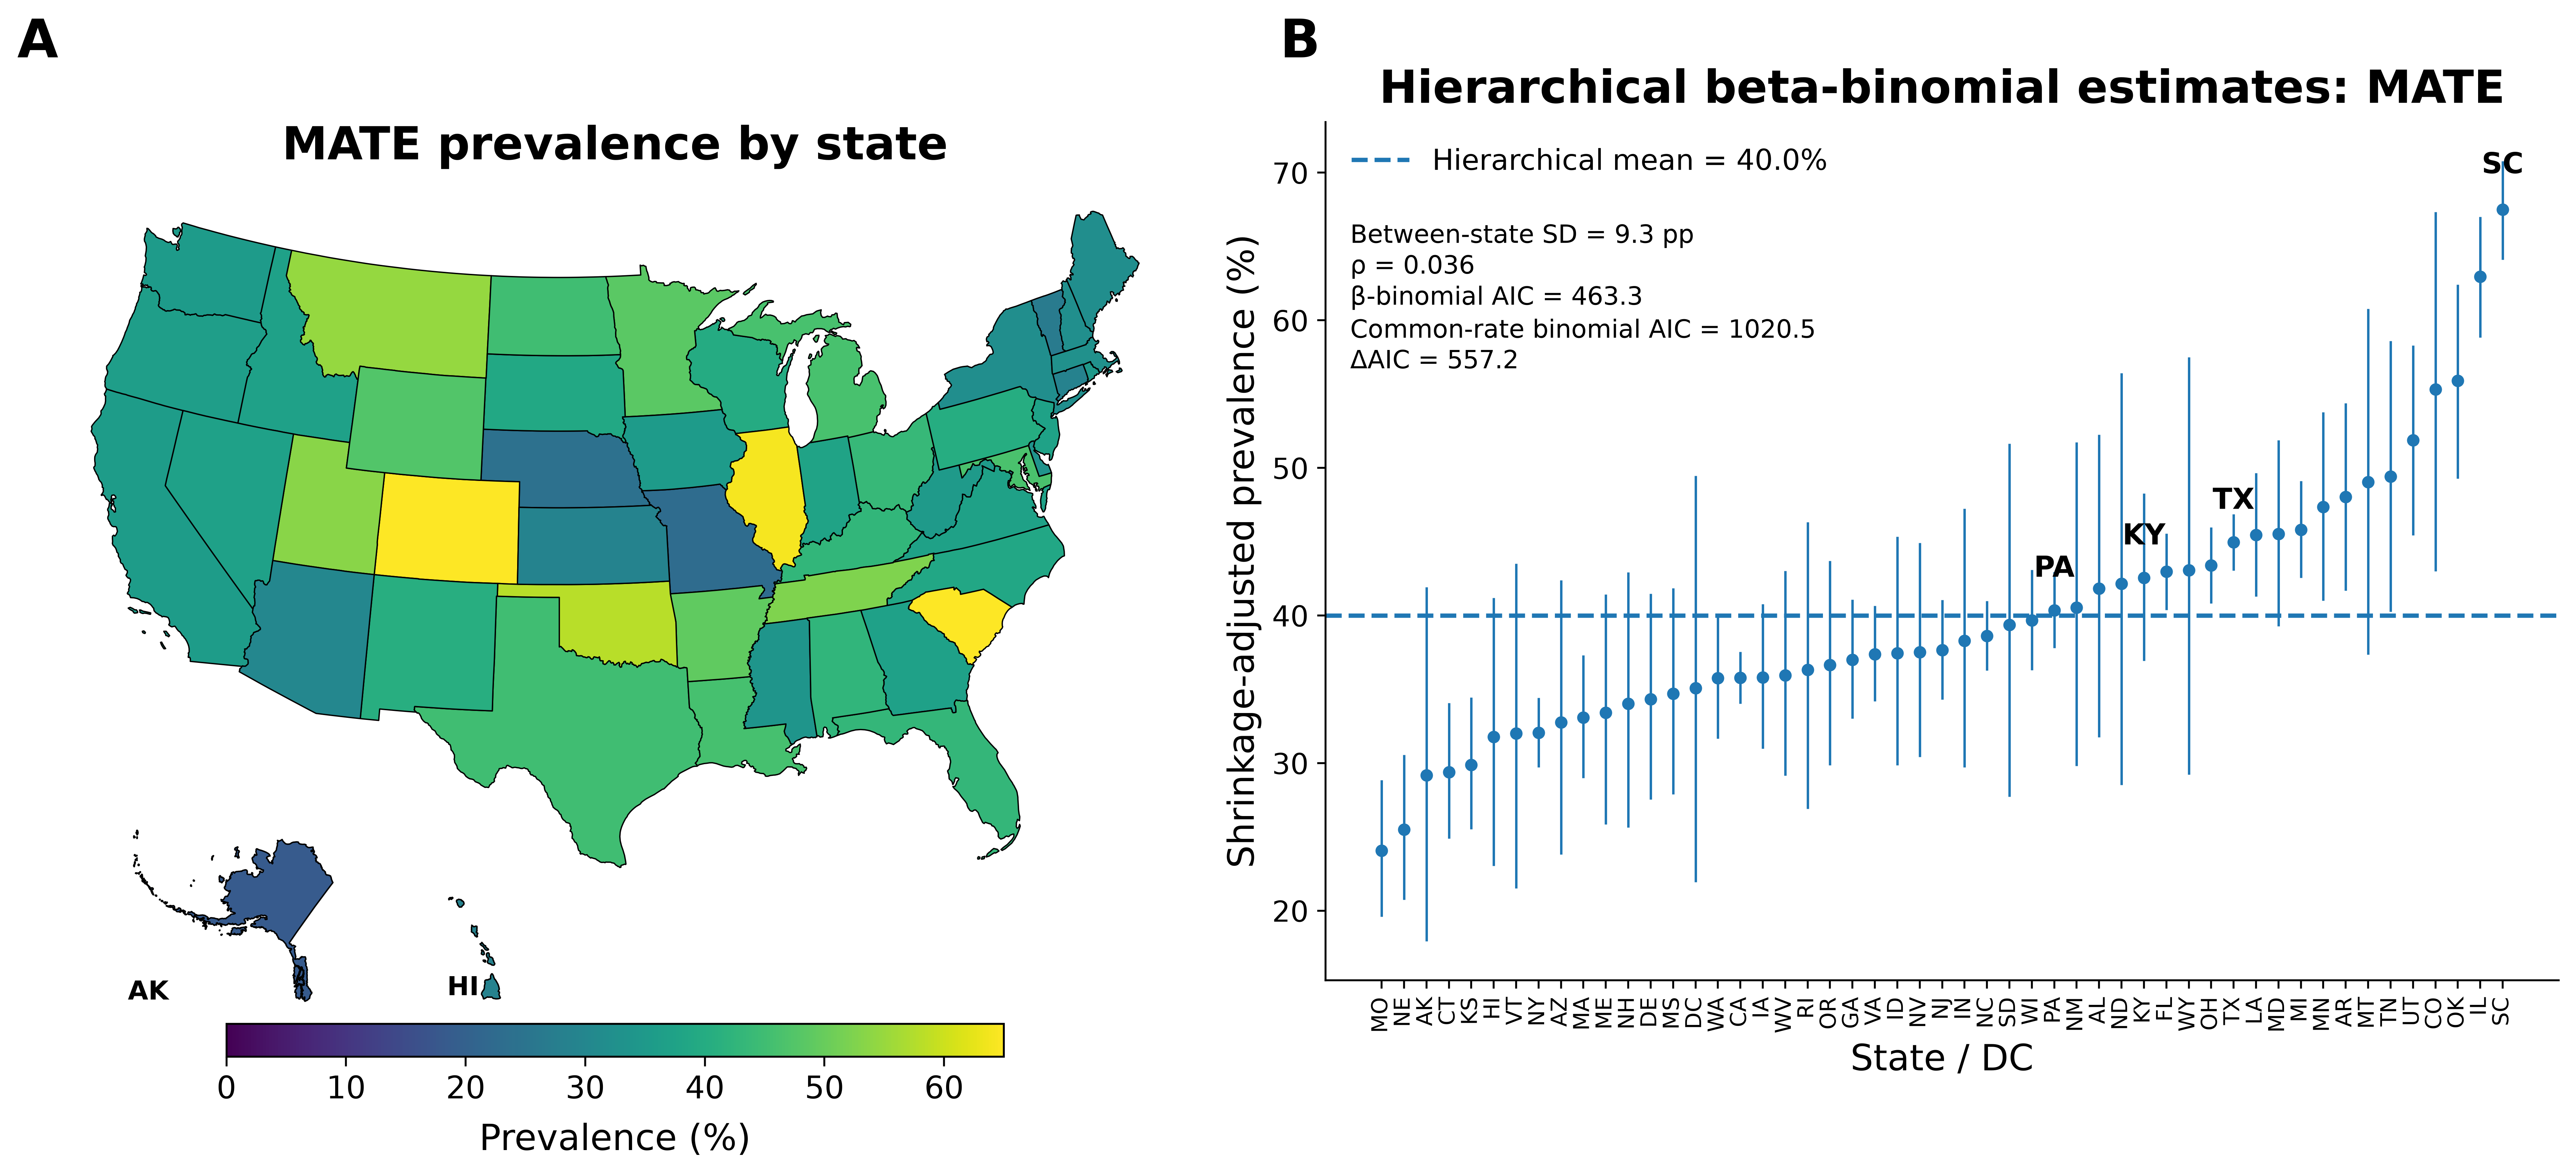 A
MATE prevalence by state
AK
HI
0 10 20 30 40 50 60
Prevalence (%)
B
Hierarchical beta-binomial estimates: MATE
Hierarchical mean = 40.0%
Between-state SD = 9.3 pp
ρ = 0.036
β-binomial AIC = 463.3
Common-rate binomial AIC = 1020.5
ΔAIC = 557.2
SC
TX
KY
PA
Shrinkage-adjusted prevalence (%)
70
60
50
40
30
20
MO NE AK CT KS HI VT NY AZ MA ME NH DE MS DC WA CA IA WV RI OR GA VA ID NV NJ IN NC SD WI PA NM AL ND KY FL WY OH TX LA MD MI MN AR MT TN UT CO OK IL SC
State / DC